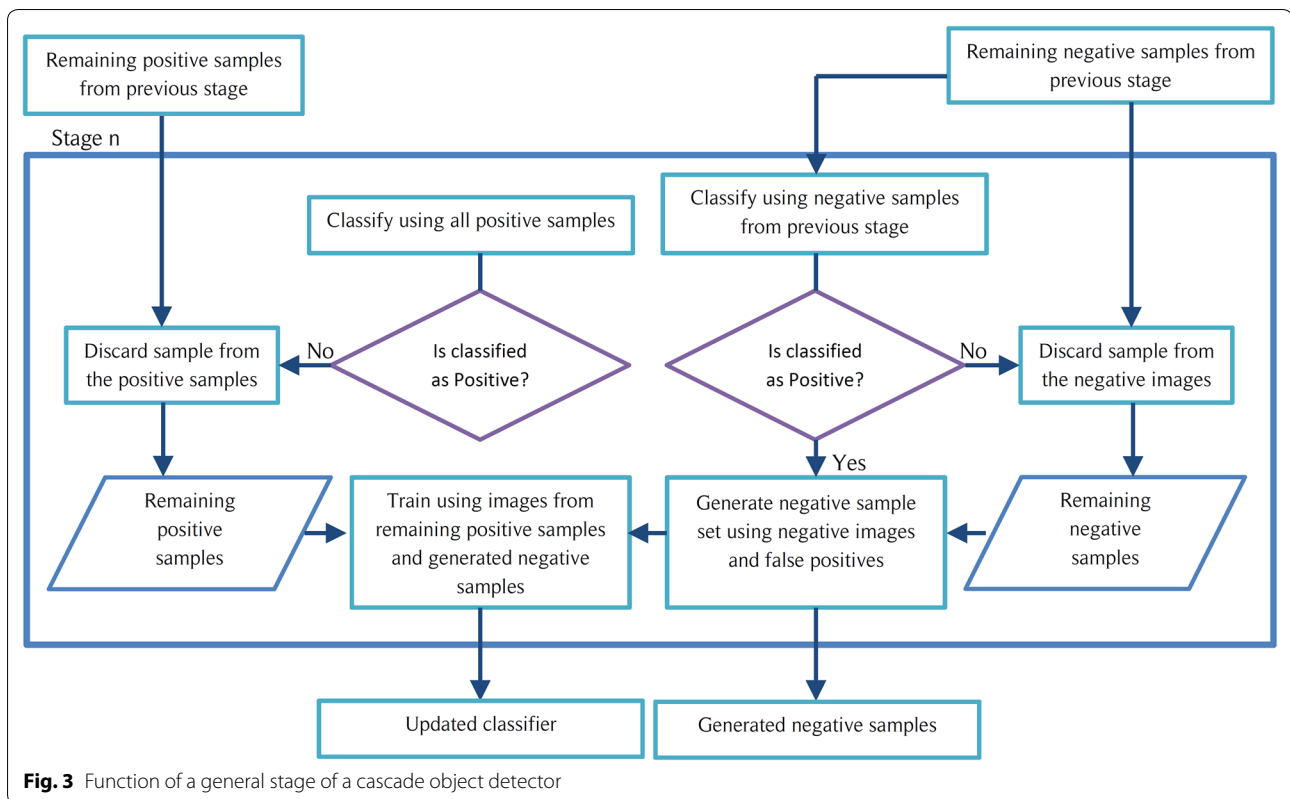 Remaining positive samples
from previous stage
Remaining negative samples from
previous stage
Stage n
Classify using all positive samples
Classify using negative samples
from previous stage
Discard sample from
the positive samples
No
Is classified
as Positive?
Is classified
as Positive?
No
Discard sample from
the negative images
Yes
Remaining
positive
samples
Train using images from
remaining positive samples
and generated negative
samples
Generate negative sample
set using negative images
and false positives
Remaining
negative
samples
Updated classifier
Generated negative samples
Fig. 3 Function of a general stage of a cascade object detector